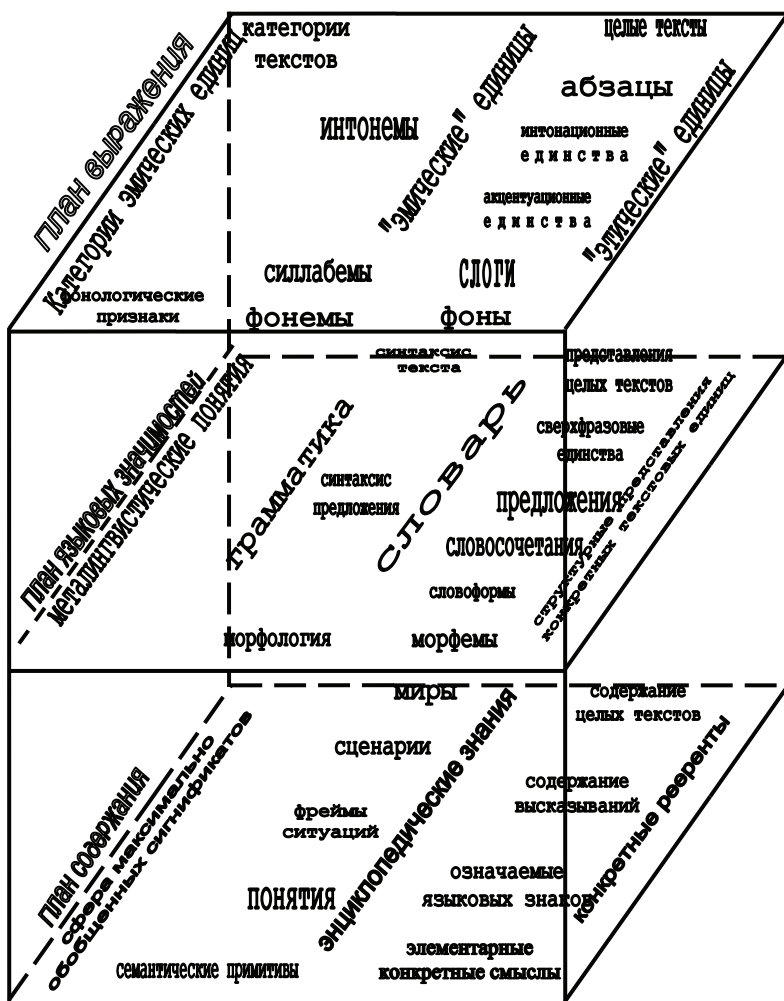 План выражения
Категории эмических единиц
категории
текстов
"эмические" единицы
целые тексты
абзацы
интонемы
интонационные
единства
акцентуационные
единства
"этические" единицы
силлабемы
слоги
фонологические
признаки
фонемы
фоны
План языковых значимостей
металингвистические понятия
синтаксис
текста
представления
целых текстов
грамматика
словарь
сверхфразовые
единства
синтаксис
предложения
предложения
словосочетания
словоформы
структурные представления
конкретных текстовых единиц
морфология
морфемы
План содержания
сфера максимально
обобщенных сигнификатов
миры
содержание
целых текстов
сценарии
энциклопедические знания
содержание
высказываний
фреймы
ситуаций
конкретные рееренты
понятия
означаемые
языковых знаков
семантические примитивы
элементарные
конкретные смыслы